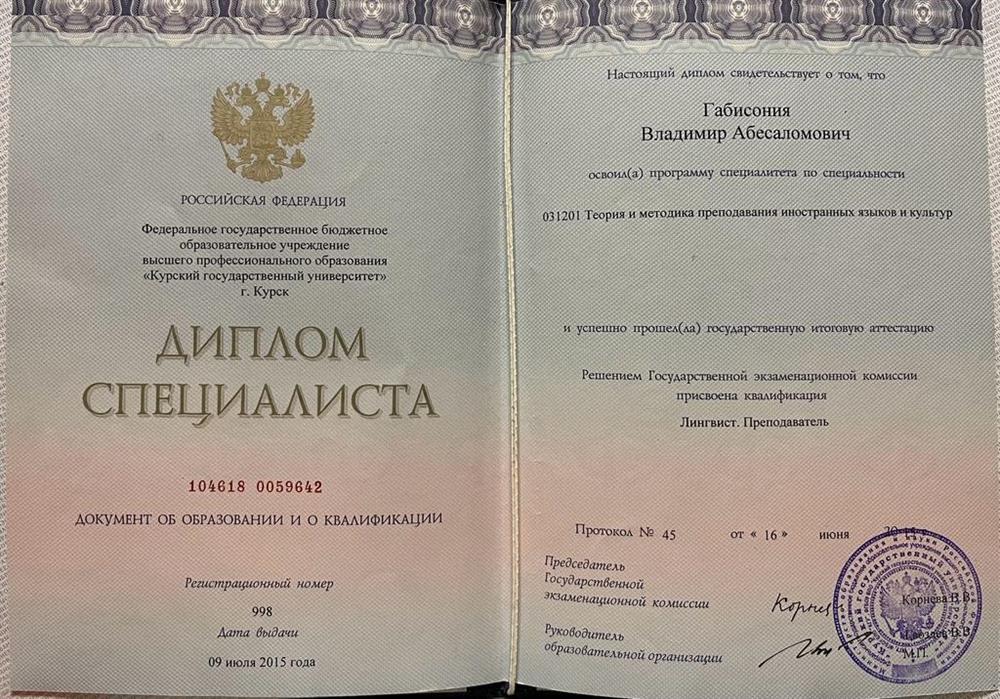 РОССИЙСКАЯ ФЕДЕРАЦИЯ
Федеральное государственное бюджетное
образовательное учреждение
высшего профессионального образования
«Курский государственный университет»
г. Курск
ДИПЛОМ
СПЕЦИАЛИСТА
104618 0059642
ДОКУМЕНТ ОБ ОБРАЗОВАНИИ И О КВАЛИФИКАЦИИ
Регистрационный номер
998
Дата выдачи
09 июля 2015 года
Настоящий диплом свидетельствует о том, что
Габисония
Владимир Абесаломович
освоил(а) программу специалитета по специальности
031201 Теория и методика преподавания иностранных языков и культур
и успешно прошел(ла) государственную итоговую аттестацию
Решением Государственной экзаменационной комиссии
присвоена квалификация
Лингвист. Преподаватель
Протокол № 45 от « 16 » июня
Председатель
Государственной
экзаменационной комиссии
Корнева В.В.
Руководитель
образовательной организации
Гвоздев В.В.
М.П.